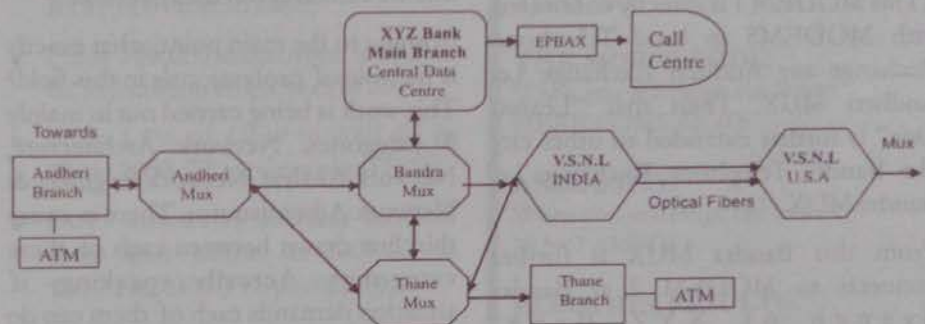 XYZ Bank
Main Branch
Central Data
Centre
EPBAX
Call
Centre
Towards
Andheri
Branch
Andheri
Mux
Bandra
Mux
V.S.N.L
INDIA
V.S.N.L
U.S.A
Mux
Optical Fibers
ATM
Thane
Mux
Thane
Branch
ATM